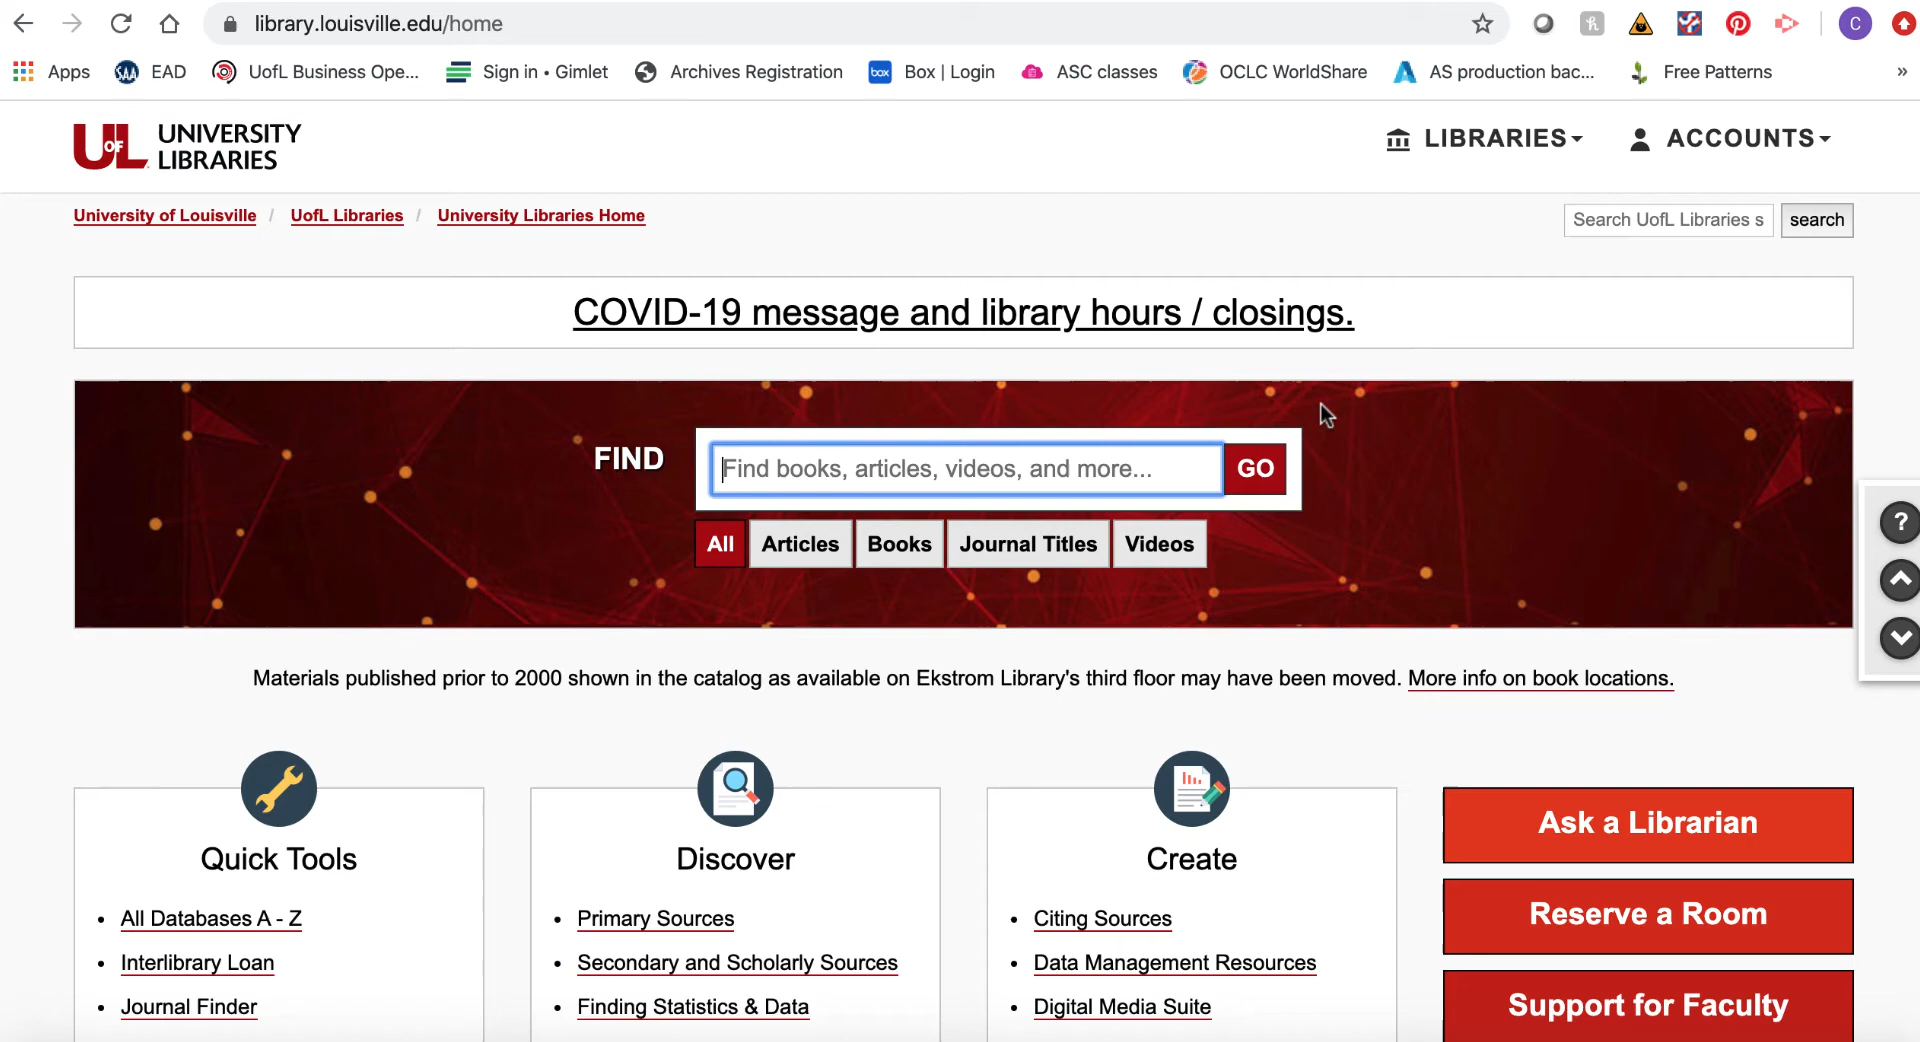 library.louisville.edu/home
C
Apps
SAA EAD
UofL Business Ope...
Sign in • Gimlet
Archives Registration
box Box | Login
ASC classes
OCLC WorldShare
AS production bac...
Free Patterns
»
UofL UNIVERSITY
LIBRARIES
LIBRARIES
ACCOUNTS
University of Louisville / UofL Libraries / University Libraries Home
Search UofL Libraries s
search
COVID-19 message and library hours / closings.
FIND
Find books, articles, videos, and more...
GO
All
Articles
Books
Journal Titles
Videos
?
Materials published prior to 2000 shown in the catalog as available on Ekstrom Library's third floor may have been moved. More info on book locations.
Quick Tools
• All Databases A - Z
• Interlibrary Loan
• Journal Finder
Discover
• Primary Sources
• Secondary and Scholarly Sources
• Finding Statistics & Data
Create
• Citing Sources
• Data Management Resources
• Digital Media Suite
Ask a Librarian
Reserve a Room
Support for Faculty